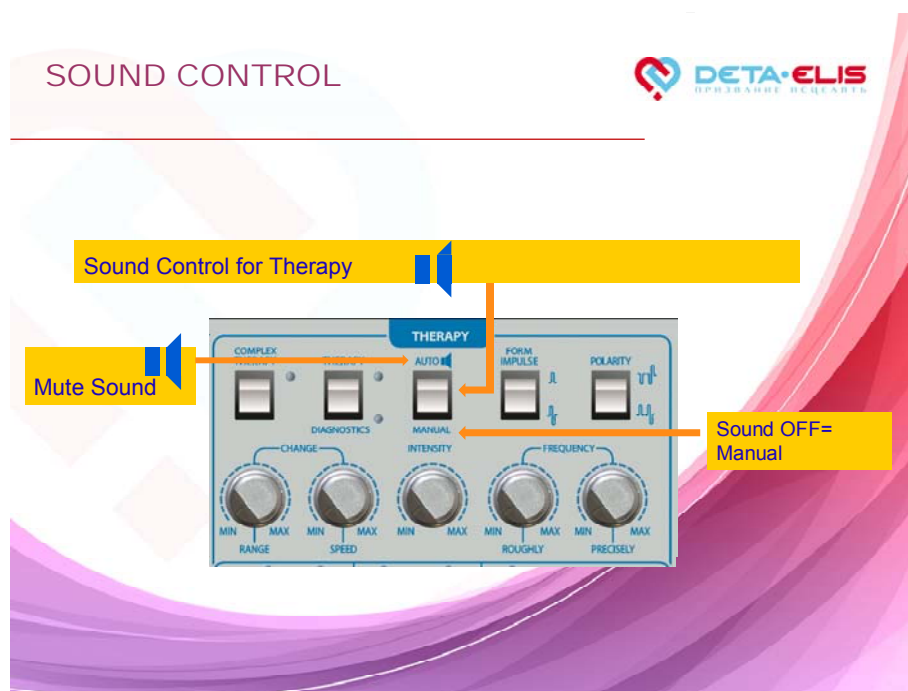 SOUND CONTROL
DETA·ELIS
ПРИЗВАНИЕ ИСЦЕЛЯТЬ
Sound Control for Therapy
Mute Sound
THERAPY
COMPLEX
THERAPY
THERAPY
DIAGNOSTICS
AUTO
MANUAL
FORM
IMPULSE
POLARITY
Sound OFF=
Manual
CHANGE
INTENSITY
FREQUENCY
MIN MAX MIN MAX MIN MAX MIN MAX MIN MAX
RANGE SPEED ROUGHLY PRECISELY